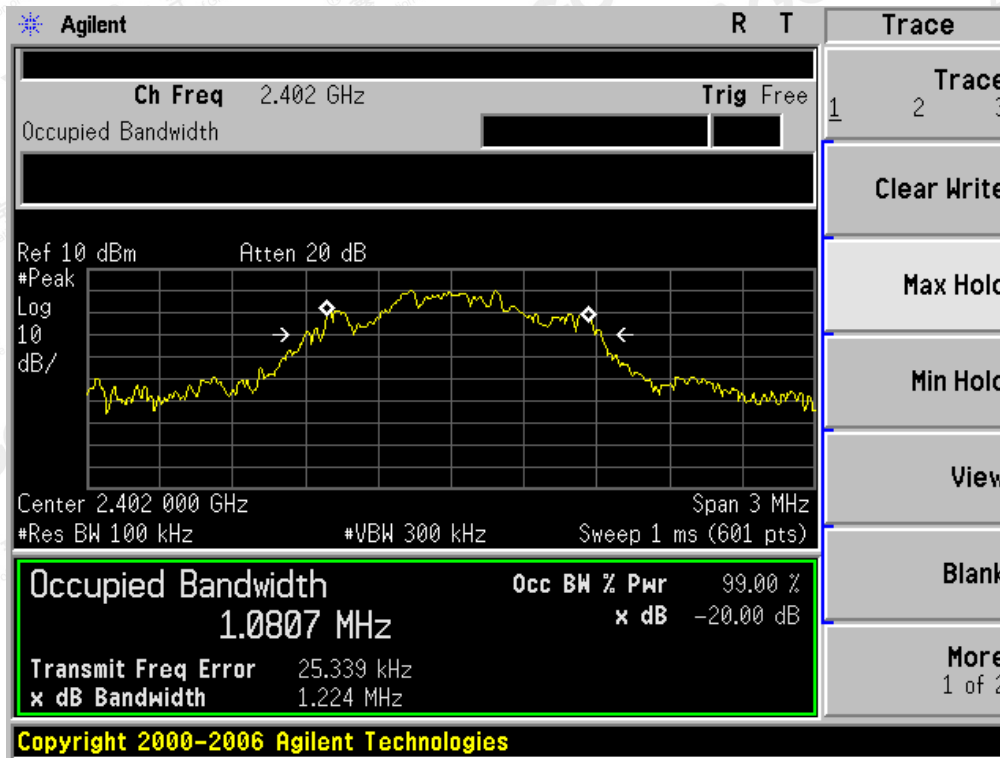 Agilent R T Trace
Ch Freq 2.402 GHz Trig Free
Occupied Bandwidth
Trace
1 2 3
Clear Write
Max Hold
Min Hold
View
Blank
More
1 of 2
Ref 10 dBm Atten 20 dB
#Peak
Log
10
dB/
Center 2.402 000 GHz Span 3 MHz
#Res BW 100 kHz #VBW 300 kHz Sweep 1 ms (601 pts)
Occupied Bandwidth Occ BW % Pwr 99.00 %
1.0807 MHz x dB -20.00 dB
Transmit Freq Error 25.339 kHz
x dB Bandwidth 1.224 MHz
Copyright 2000-2006 Agilent Technologies